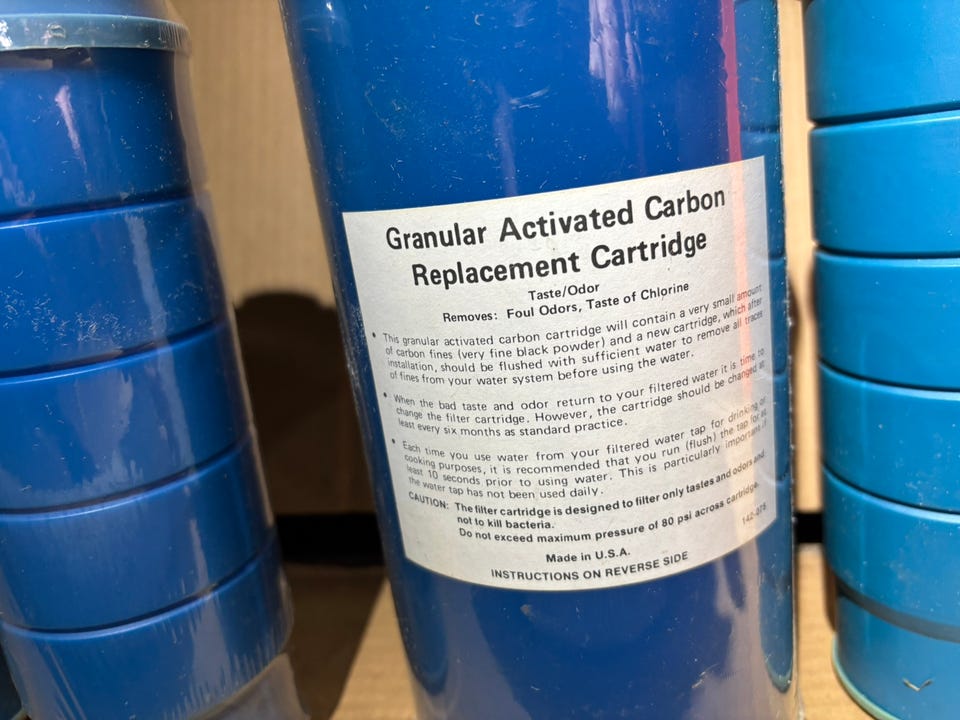 Granular Activated Carbon
Replacement Cartridge
Taste/Odor
Removes: Foul Odors, Taste of Chlorine
• This granular activated carbon cartridge will contain a very small amount
of carbon fines (very fine black powder) and a new cartridge, which after
installation, should be flushed with sufficient water to remove all traces
of fines from your water system before using the water.
• When the bad taste and odor return to your filtered water it is time to
change the filter cartridge. However, the cartridge should be changed at
least every six months as standard practice.
• Each time you use water from your filtered water tap for drinking or
cooking purposes, it is recommended that you run (flush) the tap for at
least 10 seconds prior to using water. This is particularly important if
the water tap has not been used daily.
CAUTION: The filter cartridge is designed to filter only tastes and odors and
not to kill bacteria.
Do not exceed maximum pressure of 80 psi across cartridge.
142-078
Made in U.S.A.
INSTRUCTIONS ON REVERSE SIDE